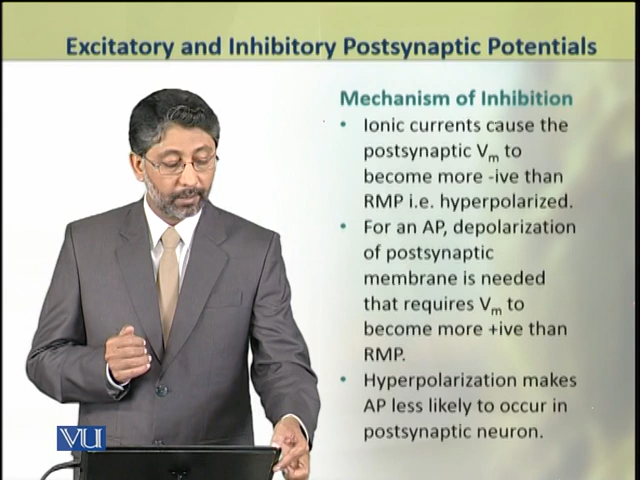 Excitatory and Inhibitory Postsynaptic Potentials
Mechanism of Inhibition
• Ionic currents cause the
postsynaptic Vm to
become more -ive than
RMP i.e. hyperpolarized.
• For an AP, depolarization
of postsynaptic
membrane is needed
that requires Vm to
become more +ive than
RMP.
• Hyperpolarization makes
AP less likely to occur in
postsynaptic neuron.
VU